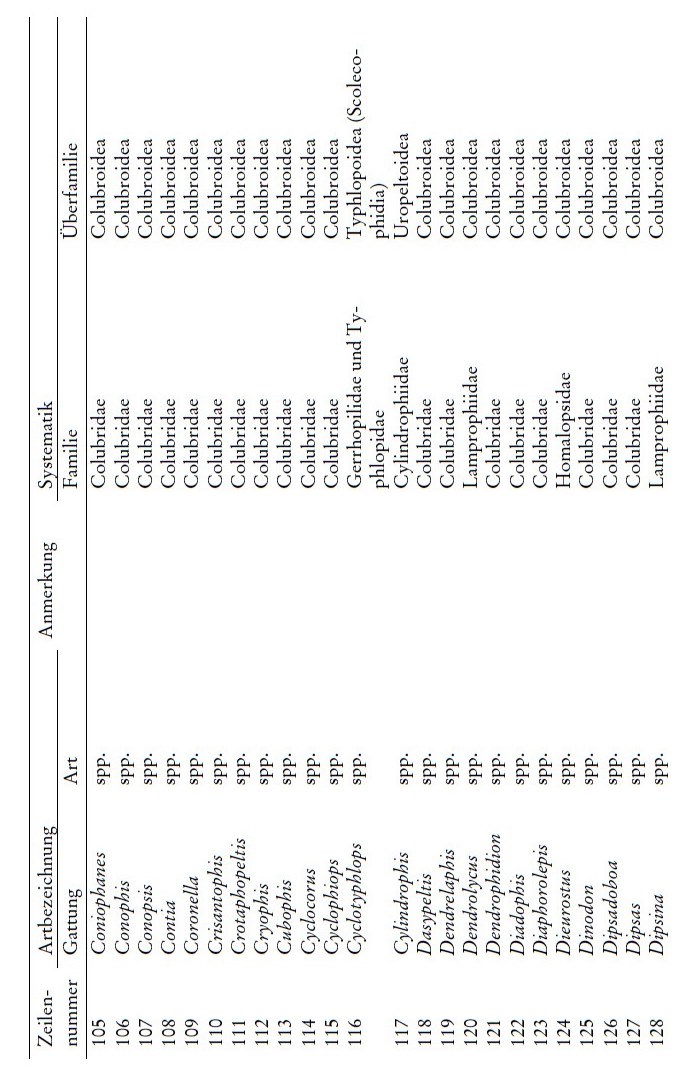 Zeilen- Artbezeichnung Anmerkung Systematik
nummer Gattung Art Familie Überfamilie
105 Coniophanes spp. Colubridae Colubroidea
106 Conophis spp. Colubridae Colubroidea
107 Conopsis spp. Colubridae Colubroidea
108 Contia spp. Colubridae Colubroidea
109 Coronella spp. Colubridae Colubroidea
110 Crisantophis spp. Colubridae Colubroidea
111 Crotaphopeltis spp. Colubridae Colubroidea
112 Cryophis spp. Colubridae Colubroidea
113 Cubophis spp. Colubridae Colubroidea
114 Cyclocorus spp. Colubridae Colubroidea
115 Cyclophiops spp. Colubridae Colubroidea
116 Cyclotyphlops spp. Gerrhopilidae und Ty- Typhlopoidea (Scoleco-
phlopidae phidia)
117 Cylindrophis spp. Cylindrophiidae Uropeltoidea
118 Dasypeltis spp. Colubridae Colubroidea
119 Dendrelaphis spp. Colubridae Colubroidea
120 Dendrolycus spp. Lamprophiidae Colubroidea
121 Dendrophidion spp. Colubridae Colubroidea
122 Diadophis spp. Colubridae Colubroidea
123 Diaphorolepis spp. Colubridae Colubroidea
124 Dieurostus spp. Homalopsidae Colubroidea
125 Dinodon spp. Colubridae Colubroidea
126 Dipsadoboa spp. Colubridae Colubroidea
127 Dipsas spp. Colubridae Colubroidea
128 Dipsina spp. Lamprophiidae Colubroidea